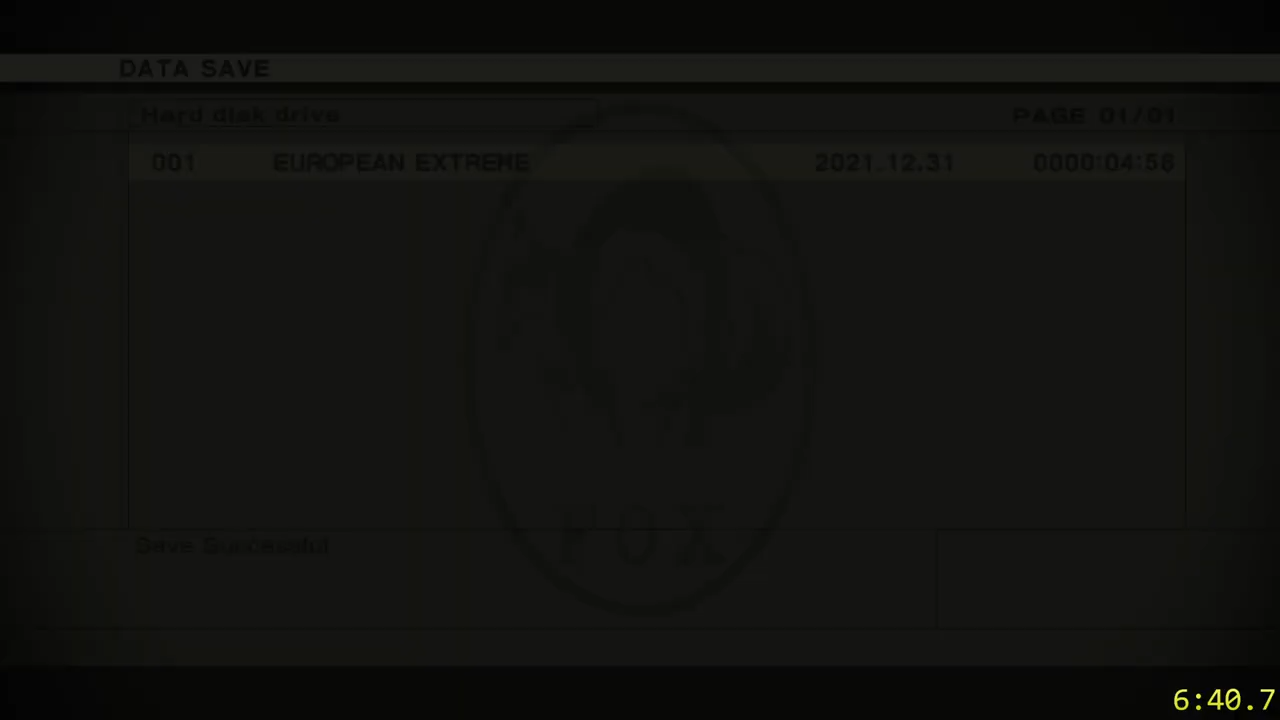 DATA SAVE
Hard disk drive PAGE 01/01
001 EUROPEAN EXTREME 2021.12.31 0000:04:56
FOX
Save Successful
6:40.7